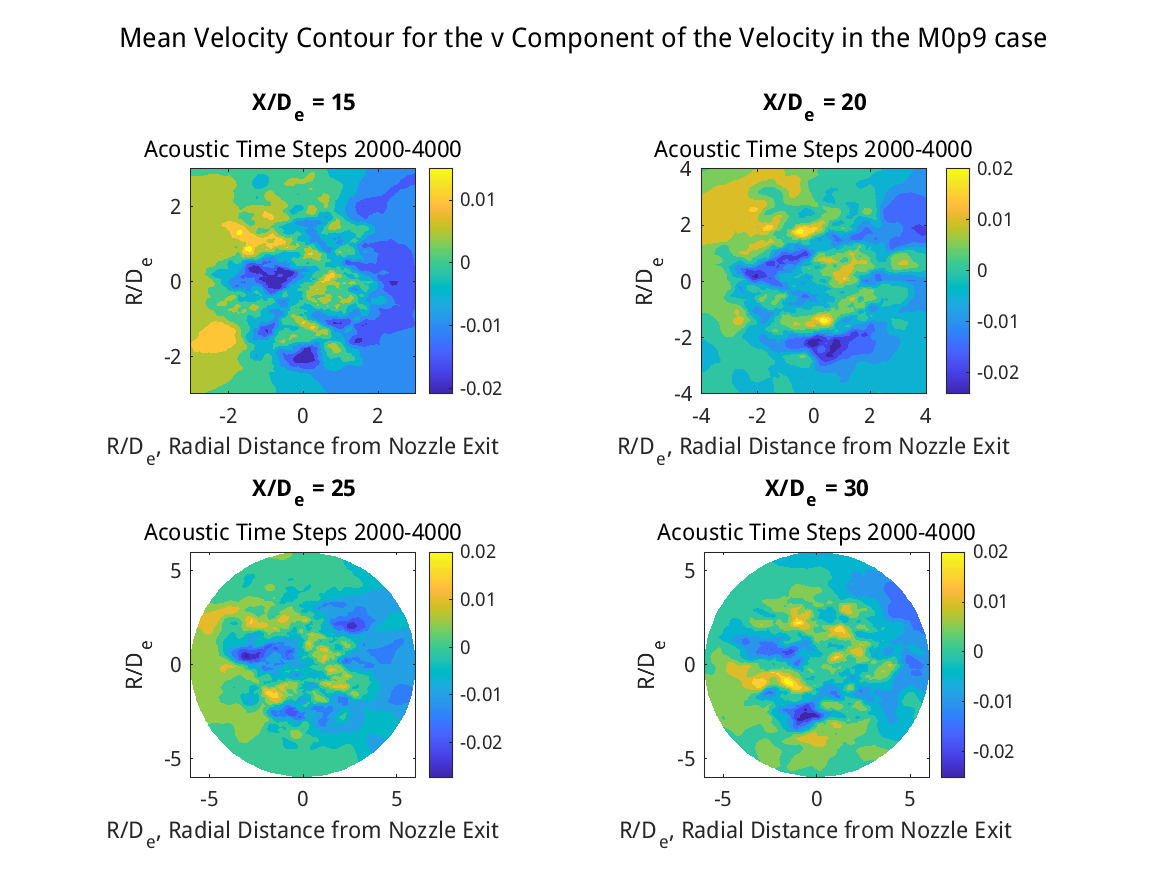 Mean Velocity Contour for the v Component of the Velocity in the M0p9 case
X/De = 15
Acoustic Time Steps 2000-4000
2
0
-2
R/De
-2 0 2
R/De, Radial Distance from Nozzle Exit
0.01
0
-0.01
-0.02
X/De = 20
Acoustic Time Steps 2000-4000
4
2
0
-2
-4
R/De
-4 -2 0 2 4
R/De, Radial Distance from Nozzle Exit
0.02
0.01
0
-0.01
-0.02
X/De = 25
Acoustic Time Steps 2000-4000
5
0
-5
R/De
-5 0 5
R/De, Radial Distance from Nozzle Exit
0.02
0.01
0
-0.01
-0.02
X/De = 30
Acoustic Time Steps 2000-4000
5
0
-5
R/De
-5 0 5
R/De, Radial Distance from Nozzle Exit
0.02
0.01
0
-0.01
-0.02